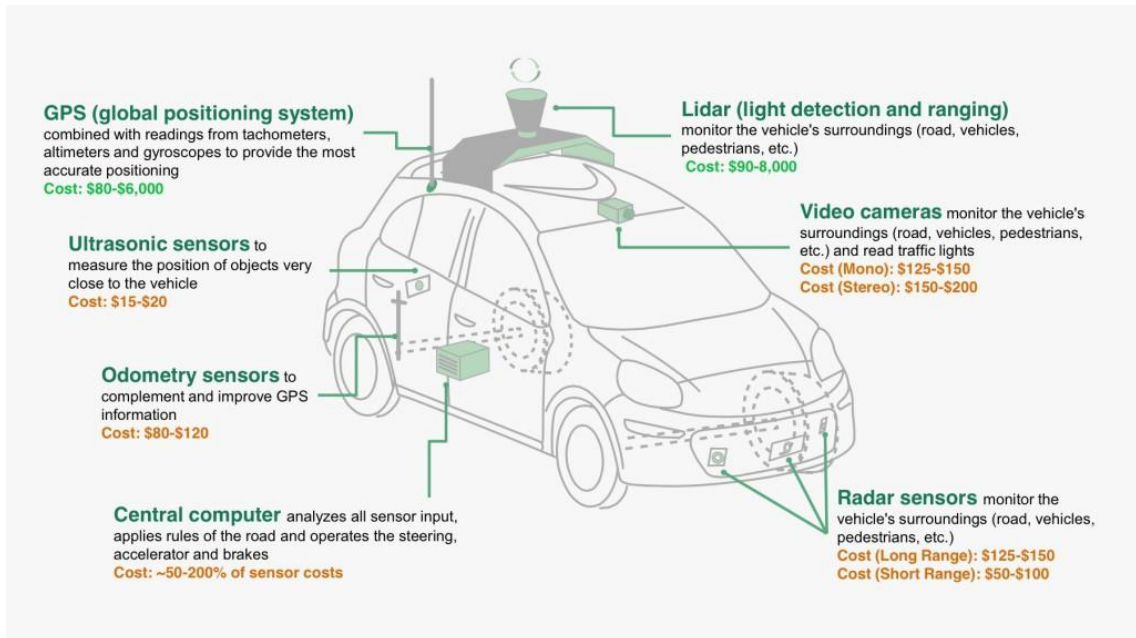 GPS (global positioning system)
combined with readings from tachometers,
altimeters and gyroscopes to provide the most
accurate positioning
Cost: $80-$6,000
Ultrasonic sensors to
measure the position of objects very
close to the vehicle
Cost: $15-$20
Odometry sensors to
complement and improve GPS
information
Cost: $80-$120
Central computer analyzes all sensor input,
applies rules of the road and operates the steering,
accelerator and brakes
Cost: ~50-200% of sensor costs
Lidar (light detection and ranging)
monitor the vehicle's surroundings (road, vehicles,
pedestrians, etc.)
Cost: $90-8,000
Video cameras monitor the vehicle's
surroundings (road, vehicles, pedestrians,
etc.) and read traffic lights
Cost (Mono): $125-$150
Cost (Stereo): $150-$200
Radar sensors monitor the
vehicle's surroundings (road, vehicles,
pedestrians, etc.)
Cost (Long Range): $125-$150
Cost (Short Range): $50-$100